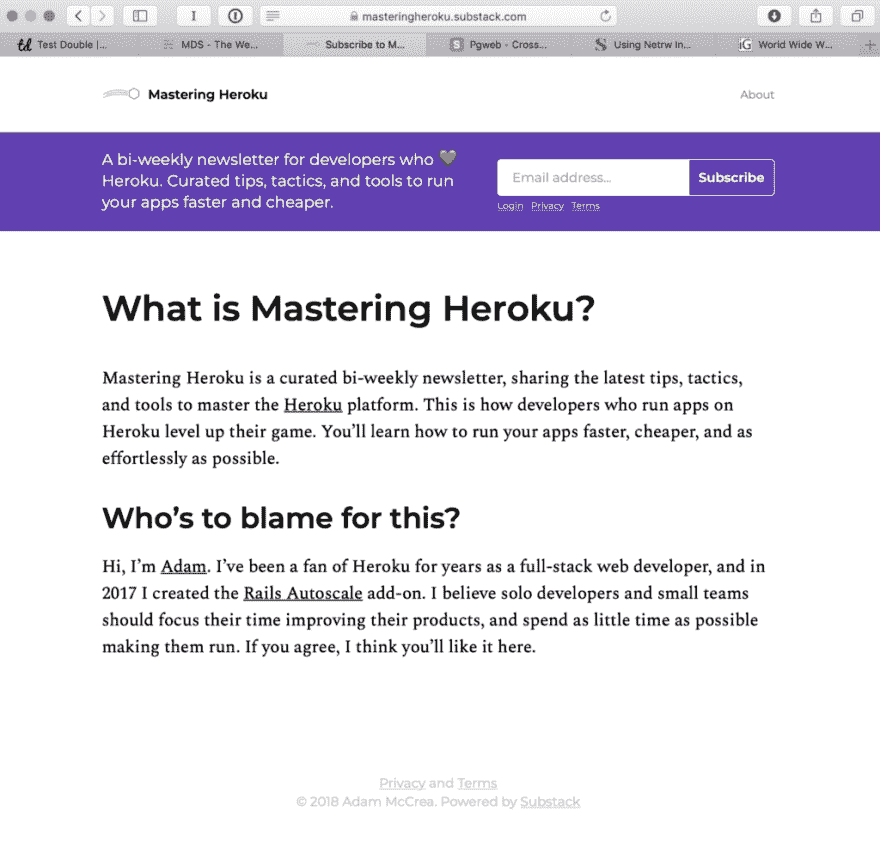 masteringheroku.substack.com
Test Double |...
MDS - The We...
Subscribe to M...
Pgweb - Cross...
Using Netrw In...
iG World Wide W...
Mastering Heroku
About
A bi-weekly newsletter for developers who 🖤
Heroku. Curated tips, tactics, and tools to run
your apps faster and cheaper.
Email address...
Subscribe
Login Privacy Terms
What is Mastering Heroku?
Mastering Heroku is a curated bi-weekly newsletter, sharing the latest tips, tactics,
and tools to master the Heroku platform. This is how developers who run apps on
Heroku level up their game. You’ll learn how to run your apps faster, cheaper, and as
effortlessly as possible.
Who’s to blame for this?
Hi, I’m Adam. I’ve been a fan of Heroku for years as a full-stack web developer, and in
2017 I created the Rails Autoscale add-on. I believe solo developers and small teams
should focus their time improving their products, and spend as little time as possible
making them run. If you agree, I think you’ll like it here.
Privacy and Terms
© 2018 Adam McCrea. Powered by Substack